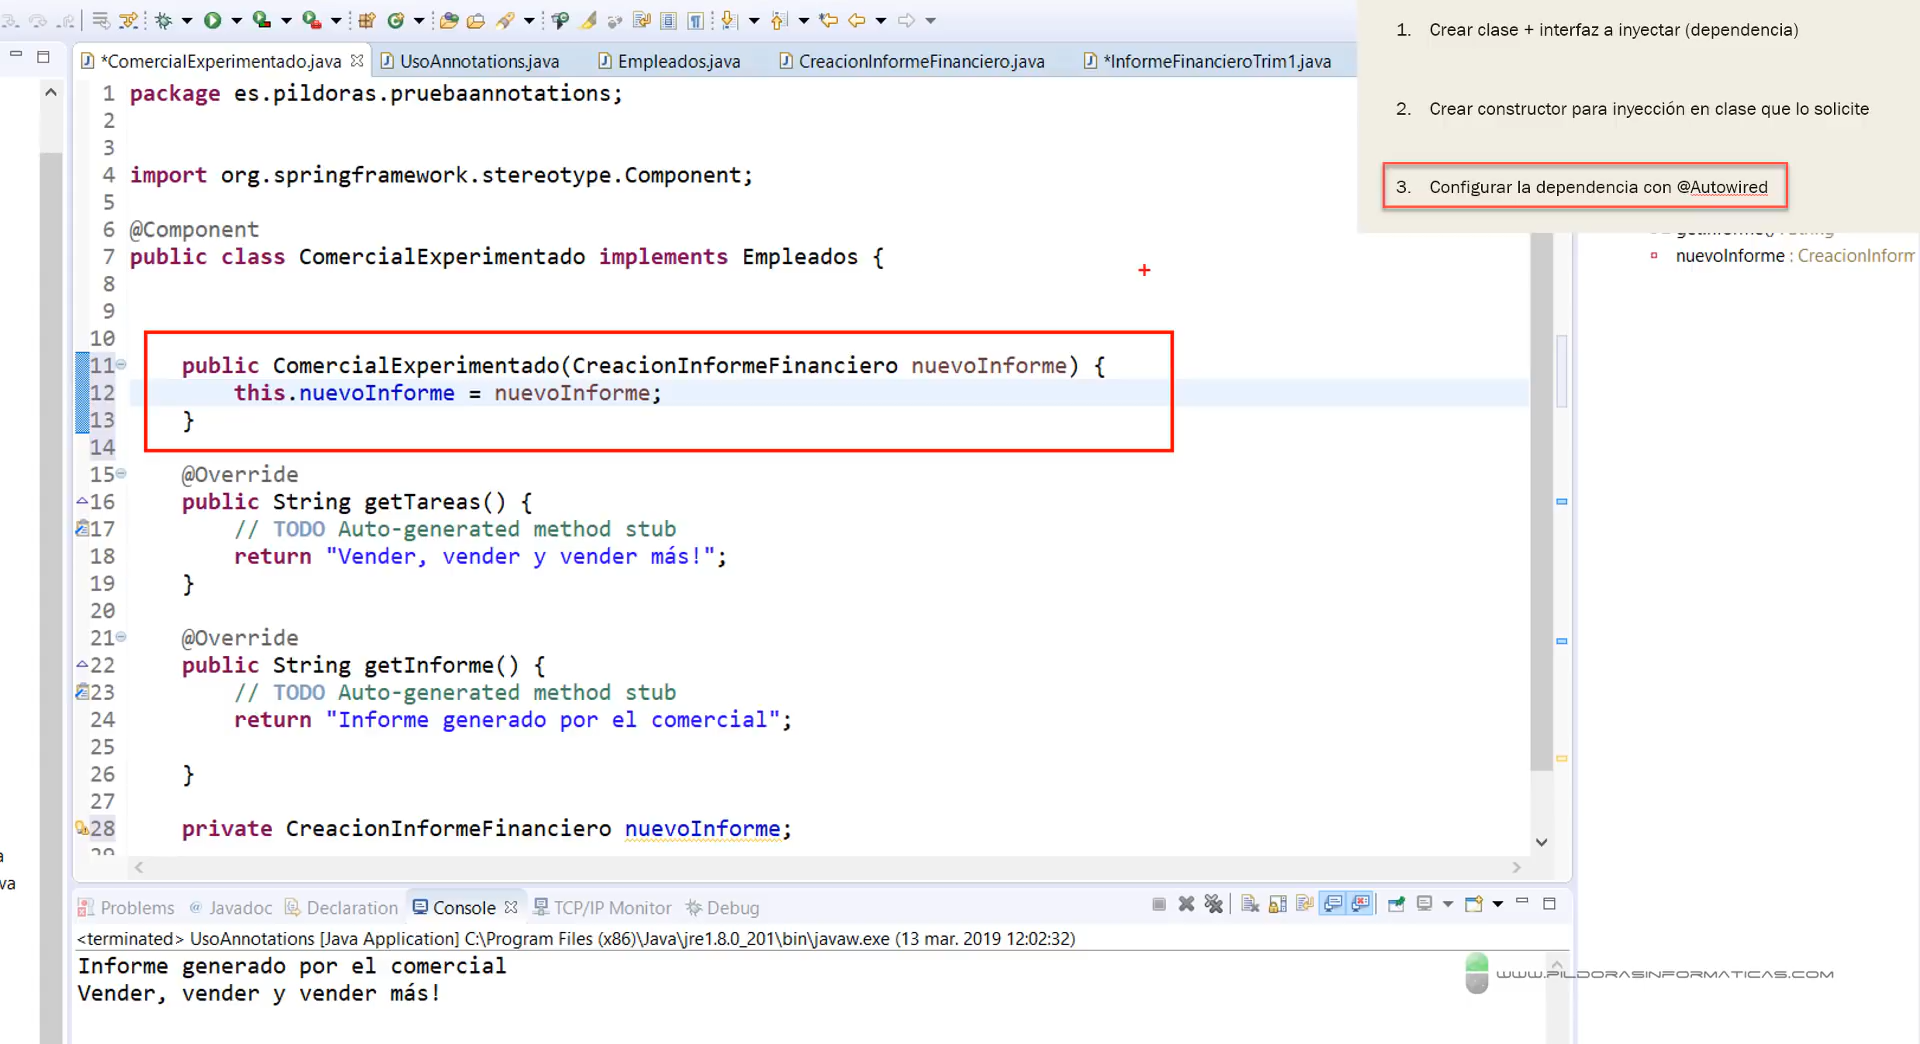 *ComercialExperimentado.java
UsoAnnotations.java
Empleados.java
CreacionInformeFinanciero.java
*InformeFinancieroTrim1.java
1. Crear clase + interfaz a inyectar (dependencia)
2. Crear constructor para inyección en clase que lo solicite
3. Configurar la dependencia con @Autowired
nuevoInforme : CreacionInform
1 package es.pildoras.pruebaannotations;
2
3
4 import org.springframework.stereotype.Component;
5
6 @Component
7 public class ComercialExperimentado implements Empleados {
8
9
10
11 public ComercialExperimentado(CreacionInformeFinanciero nuevoInforme) {
12 this.nuevoInforme = nuevoInforme;
13 }
14
15 @Override
16 public String getTareas() {
17 // TODO Auto-generated method stub
18 return "Vender, vender y vender más!";
19 }
20
21 @Override
22 public String getInforme() {
23 // TODO Auto-generated method stub
24 return "Informe generado por el comercial";
25
26 }
27
28 private CreacionInformeFinanciero nuevoInforme;
va
Problems @ Javadoc Declaration Console TCP/IP Monitor Debug
<terminated> UsoAnnotations [Java Application] C:\Program Files (x86)\Java\jre1.8.0_201\bin\javaw.exe (13 mar. 2019 12:02:32)
Informe generado por el comercial
Vender, vender y vender más!
WWW.PILDORASINFORMATICAS.COM